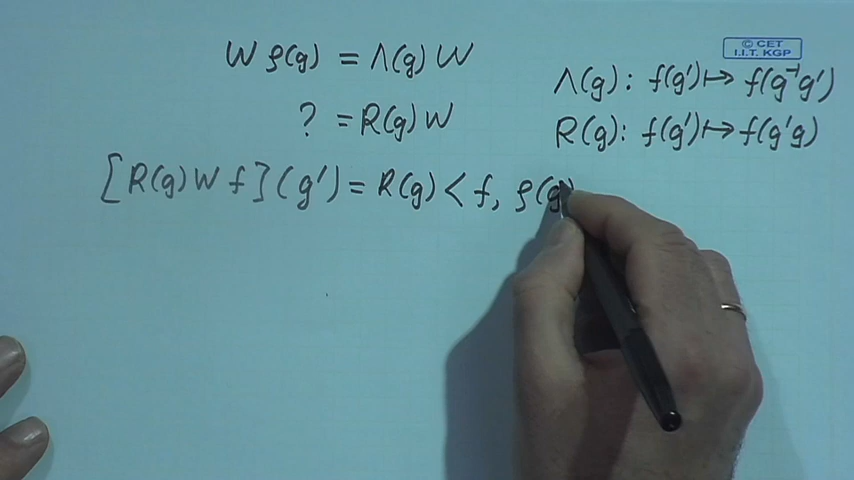 W ρ(g) = Λ(g) W
? = R(g) W
© CET
I.I.T. KGP
Λ(g) : f(g') ↦ f(g⁻¹g')
R(g) : f(g') ↦ f(g'g)
[R(g) W f] (g') = R(g) < f, ρ(g)